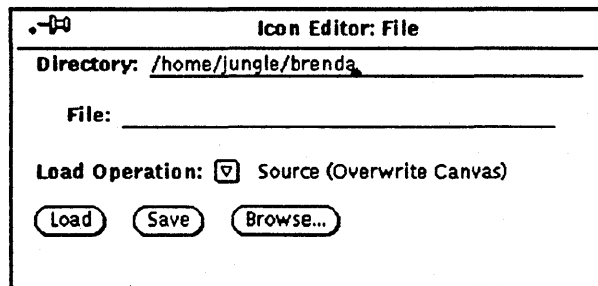 Icon Editor: File
Directory: /home/jungle/brenda
File:
Load Operation: Source (Overwrite Canvas)
Load Save Browse...